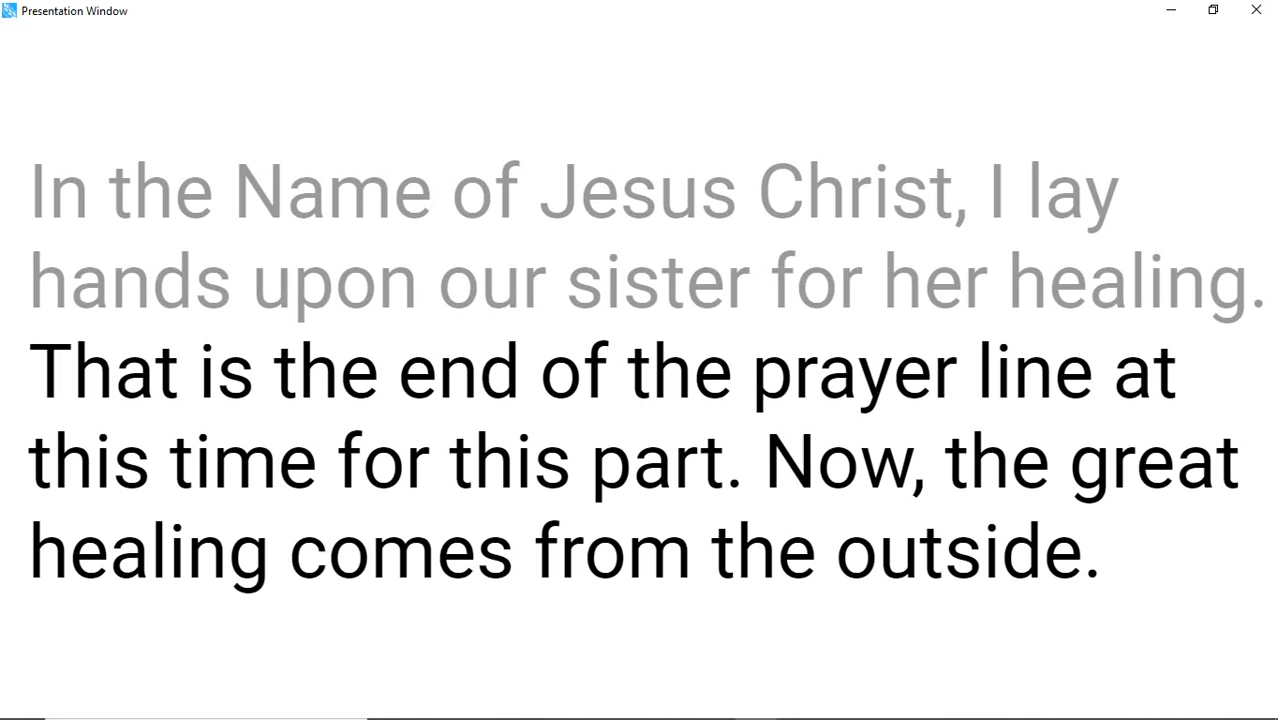 Presentation Window
In the Name of Jesus Christ, I lay
hands upon our sister for her healing.
That is the end of the prayer line at
this time for this part. Now, the great
healing comes from the outside.